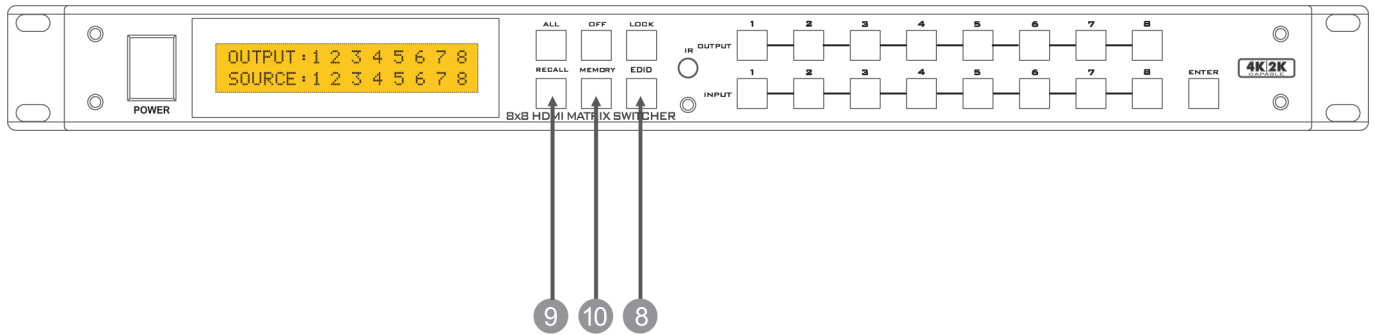 POWER
OUTPUT:1 2 3 4 5 6 7 8
SOURCE:1 2 3 4 5 6 7 8
ALL OFF LOCK
RECALL MEMORY EDID
8x8 HDMI MATRIX SWITCHER
IR
OUTPUT 1 2 3 4 5 6 7 8
INPUT 1 2 3 4 5 6 7 8
ENTER
4K 2K
CAPABLE
9 10 8